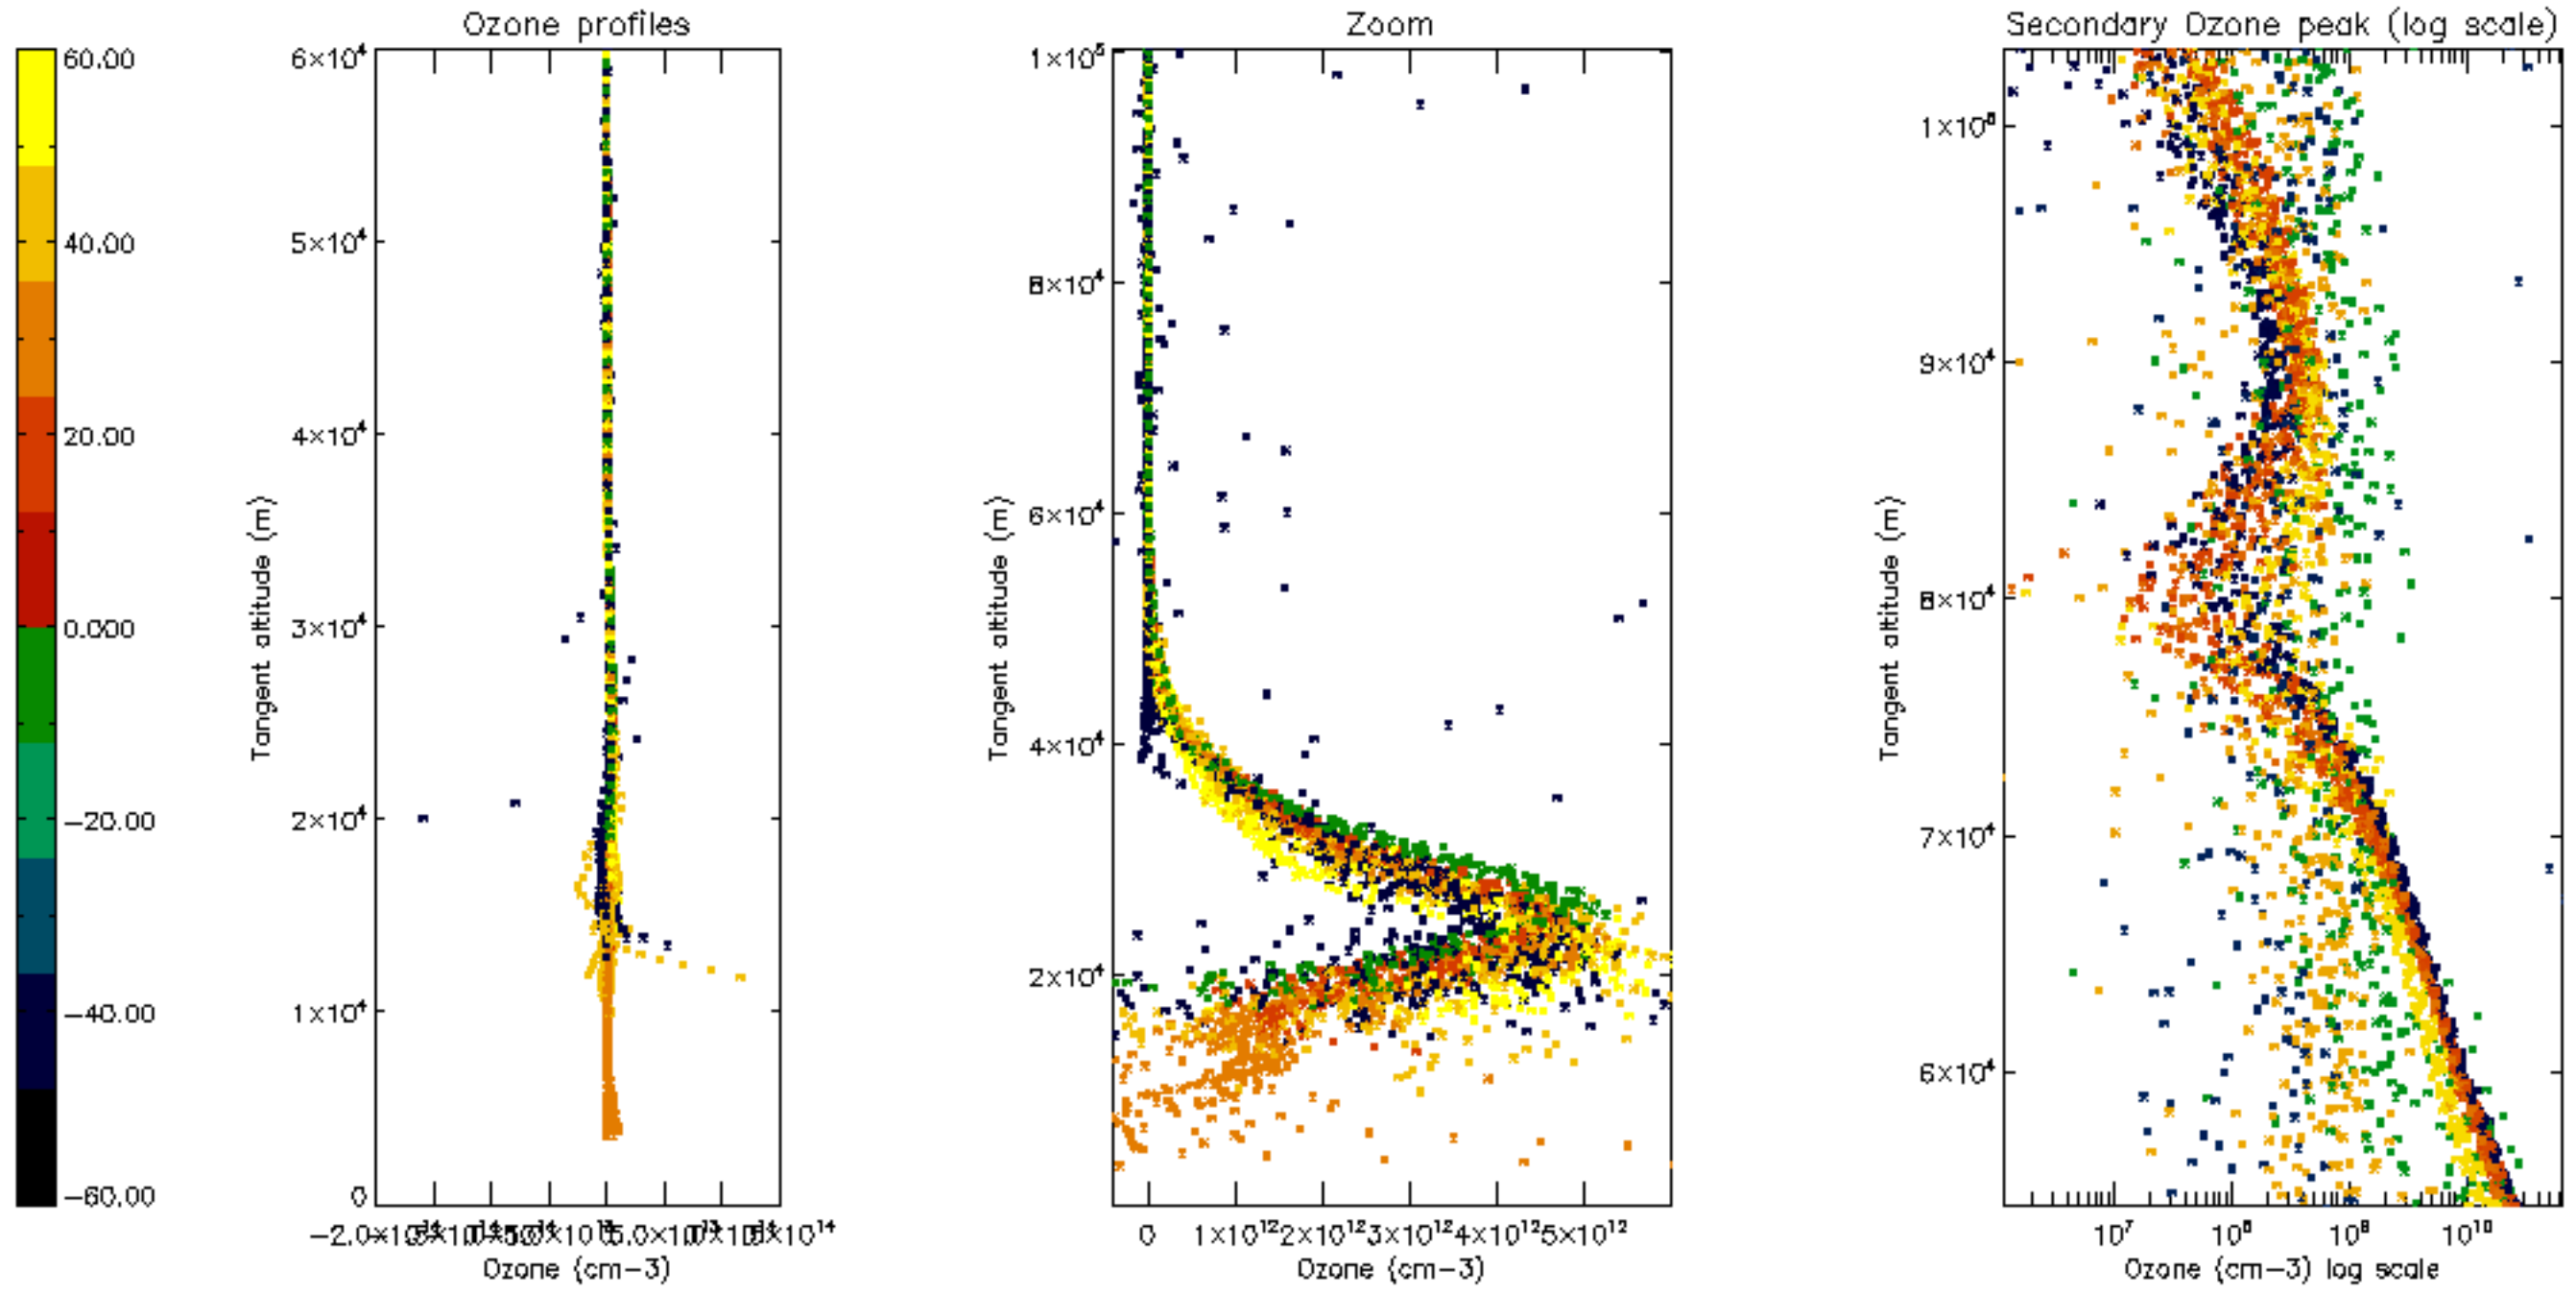 Ozone profiles
Zoom
Secondary Ozone peak (log scale)
60.00
40.00
20.00
0.000
−20.00
−40.00
−60.00
Tangent altitude (m)
6×10⁴
5×10⁴
4×10⁴
3×10⁴
2×10⁴
1×10⁴
0
Ozone (cm−3)
Tangent altitude (m)
1×10⁵
8×10⁴
6×10⁴
4×10⁴
2×10⁴
0 1×10¹² 2×10¹² 3×10¹² 4×10¹² 5×10¹²
Ozone (cm−3)
Tangent altitude (m)
1×10⁵
9×10⁴
8×10⁴
7×10⁴
6×10⁴
10⁷ 10⁸ 10⁹ 10¹⁰
Ozone (cm−3) log scale